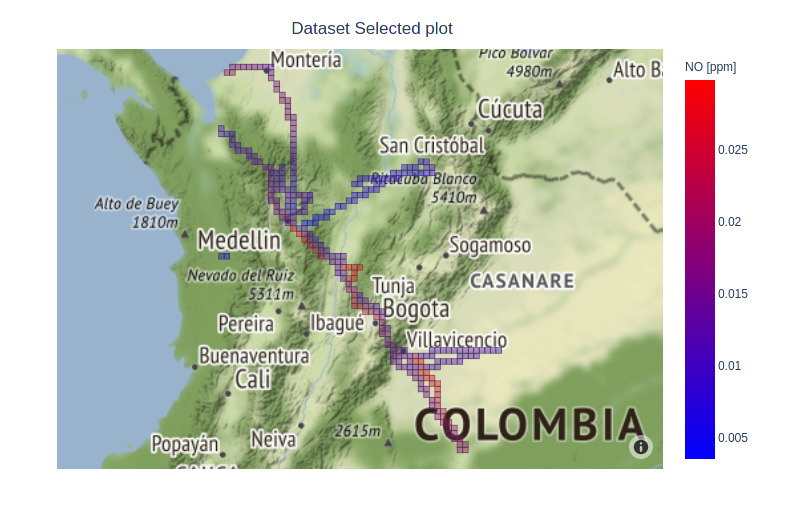 Dataset Selected plot
Montería
Pico Bolívar
4980m
Alto Ba
Cúcuta
San Cristóbal
Ritacuba Blanco
5410m
Alto de Buey
1810m
Medellin
Sogamoso
Nevado del Ruiz
5311m
Tunja
CASANARE
Bogota
Pereira
Ibagué
Villavicencio
Buenaventura
Cali
COLOMBIA
2615m
Neiva
Popayán
i
NO [ppm]
0.025
0.02
0.015
0.01
0.005